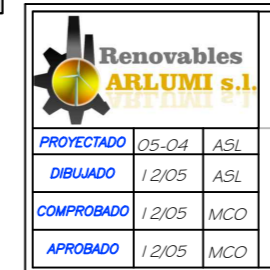 Renovables
ARLUMI s.l.
PROYECTADO 05-04 ASL
DIBUJADO 12/05 ASL
COMPROBADO 12/05 MCO
APROBADO 12/05 MCO